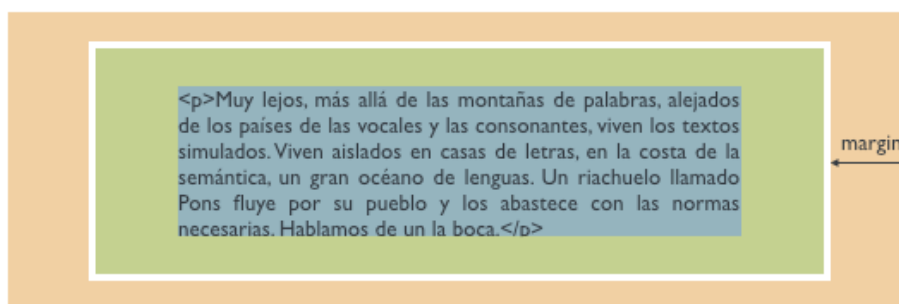 <p>Muy lejos, más allá de las montañas de palabras, alejados
de los países de las vocales y las consonantes, viven los textos
simulados. Viven aislados en casas de letras, en la costa de la
semántica, un gran océano de lenguas. Un riachuelo llamado
Pons fluye por su pueblo y los abastece con las normas
necesarias. Hablamos de un la boca.</p>
margin